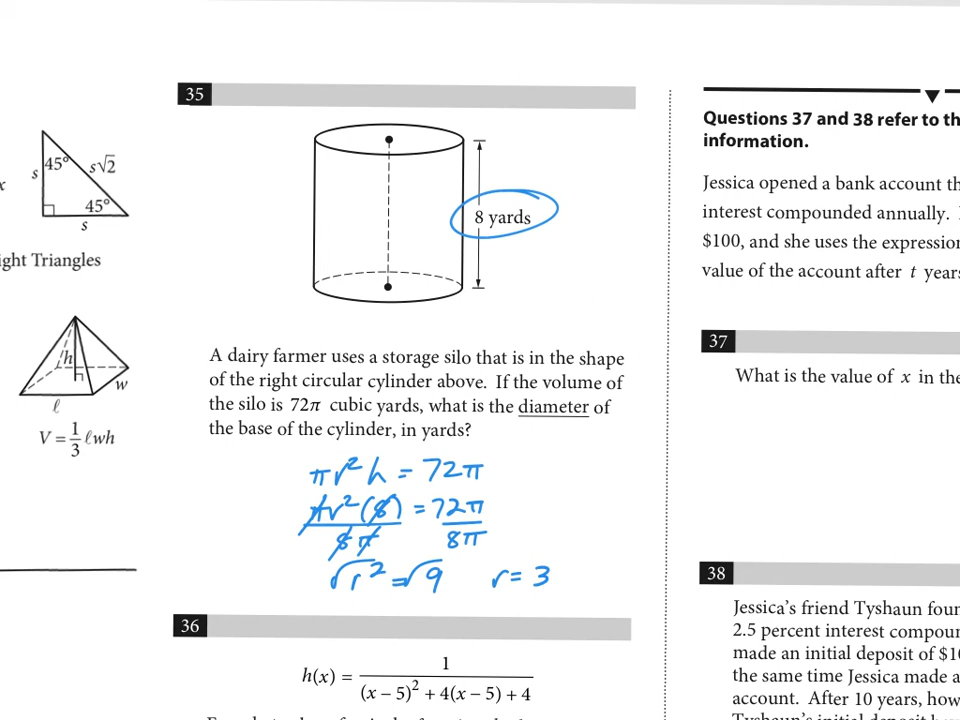 x
s
45°
s√2
45°
s
ight Triangles
h
w
ℓ
V = 1/3 ℓwh
35
8 yards
A dairy farmer uses a storage silo that is in the shape
of the right circular cylinder above. If the volume of
the silo is 72π cubic yards, what is the diameter of
the base of the cylinder, in yards?
πr² h = 72π
πr² (8) = 72π
8π 8π
√r² = √9 r = 3
36
h(x) = 1 / ((x – 5)² + 4(x – 5) + 4)
Questions 37 and 38 refer to th
information.
Jessica opened a bank account th
interest compounded annually.
$100, and she uses the expression
value of the account after t years
37
What is the value of x in the
38
Jessica's friend Tyshaun foun
2.5 percent interest compou
made an initial deposit of $10
the same time Jessica made a
account. After 10 years, how